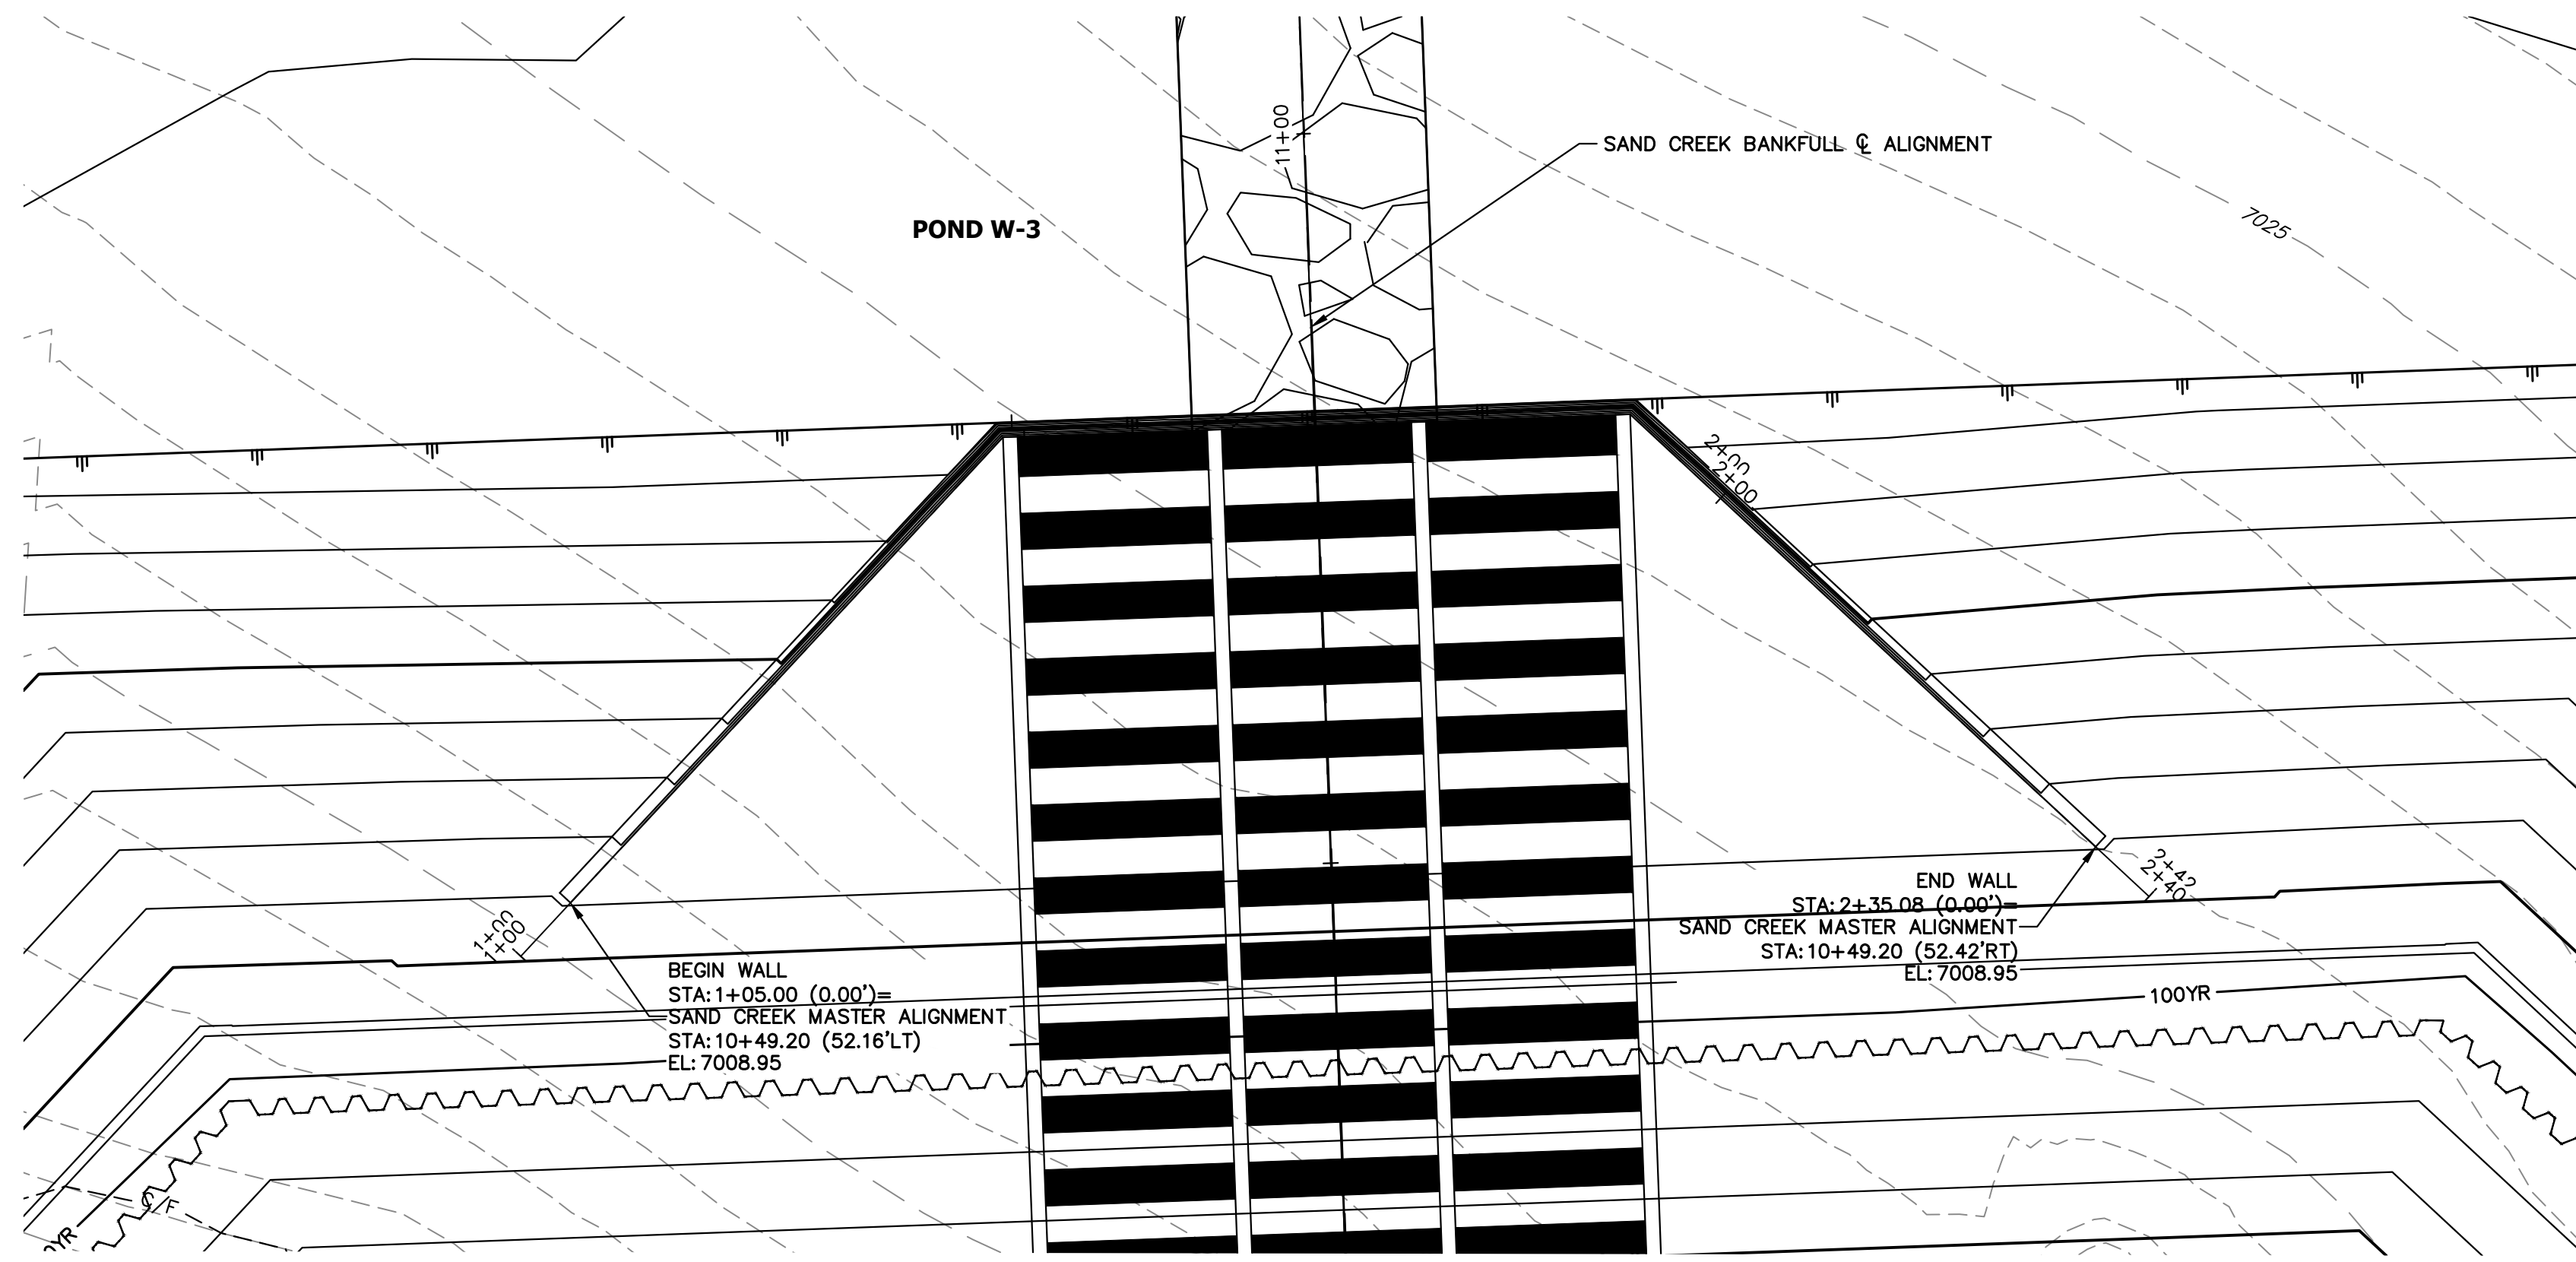 11+00
SAND CREEK BANKFULL ℄ ALIGNMENT
POND W-3
7025
2+00
2+00
2+42
2+40
END WALL
STA:2+35.08 (0.00')=
SAND CREEK MASTER ALIGNMENT
STA:10+49.20 (52.42'RT)
EL:7008.95
1+00
1+00
BEGIN WALL
STA:1+05.00 (0.00')=
SAND CREEK MASTER ALIGNMENT
STA:10+49.20 (52.16'LT)
EL:7008.95
100YR
C/F
0YR